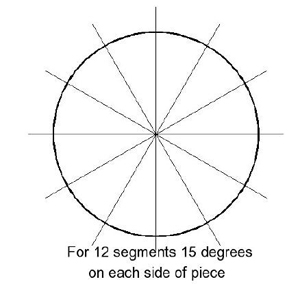 For 12 segments 15 degrees
on each side of piece